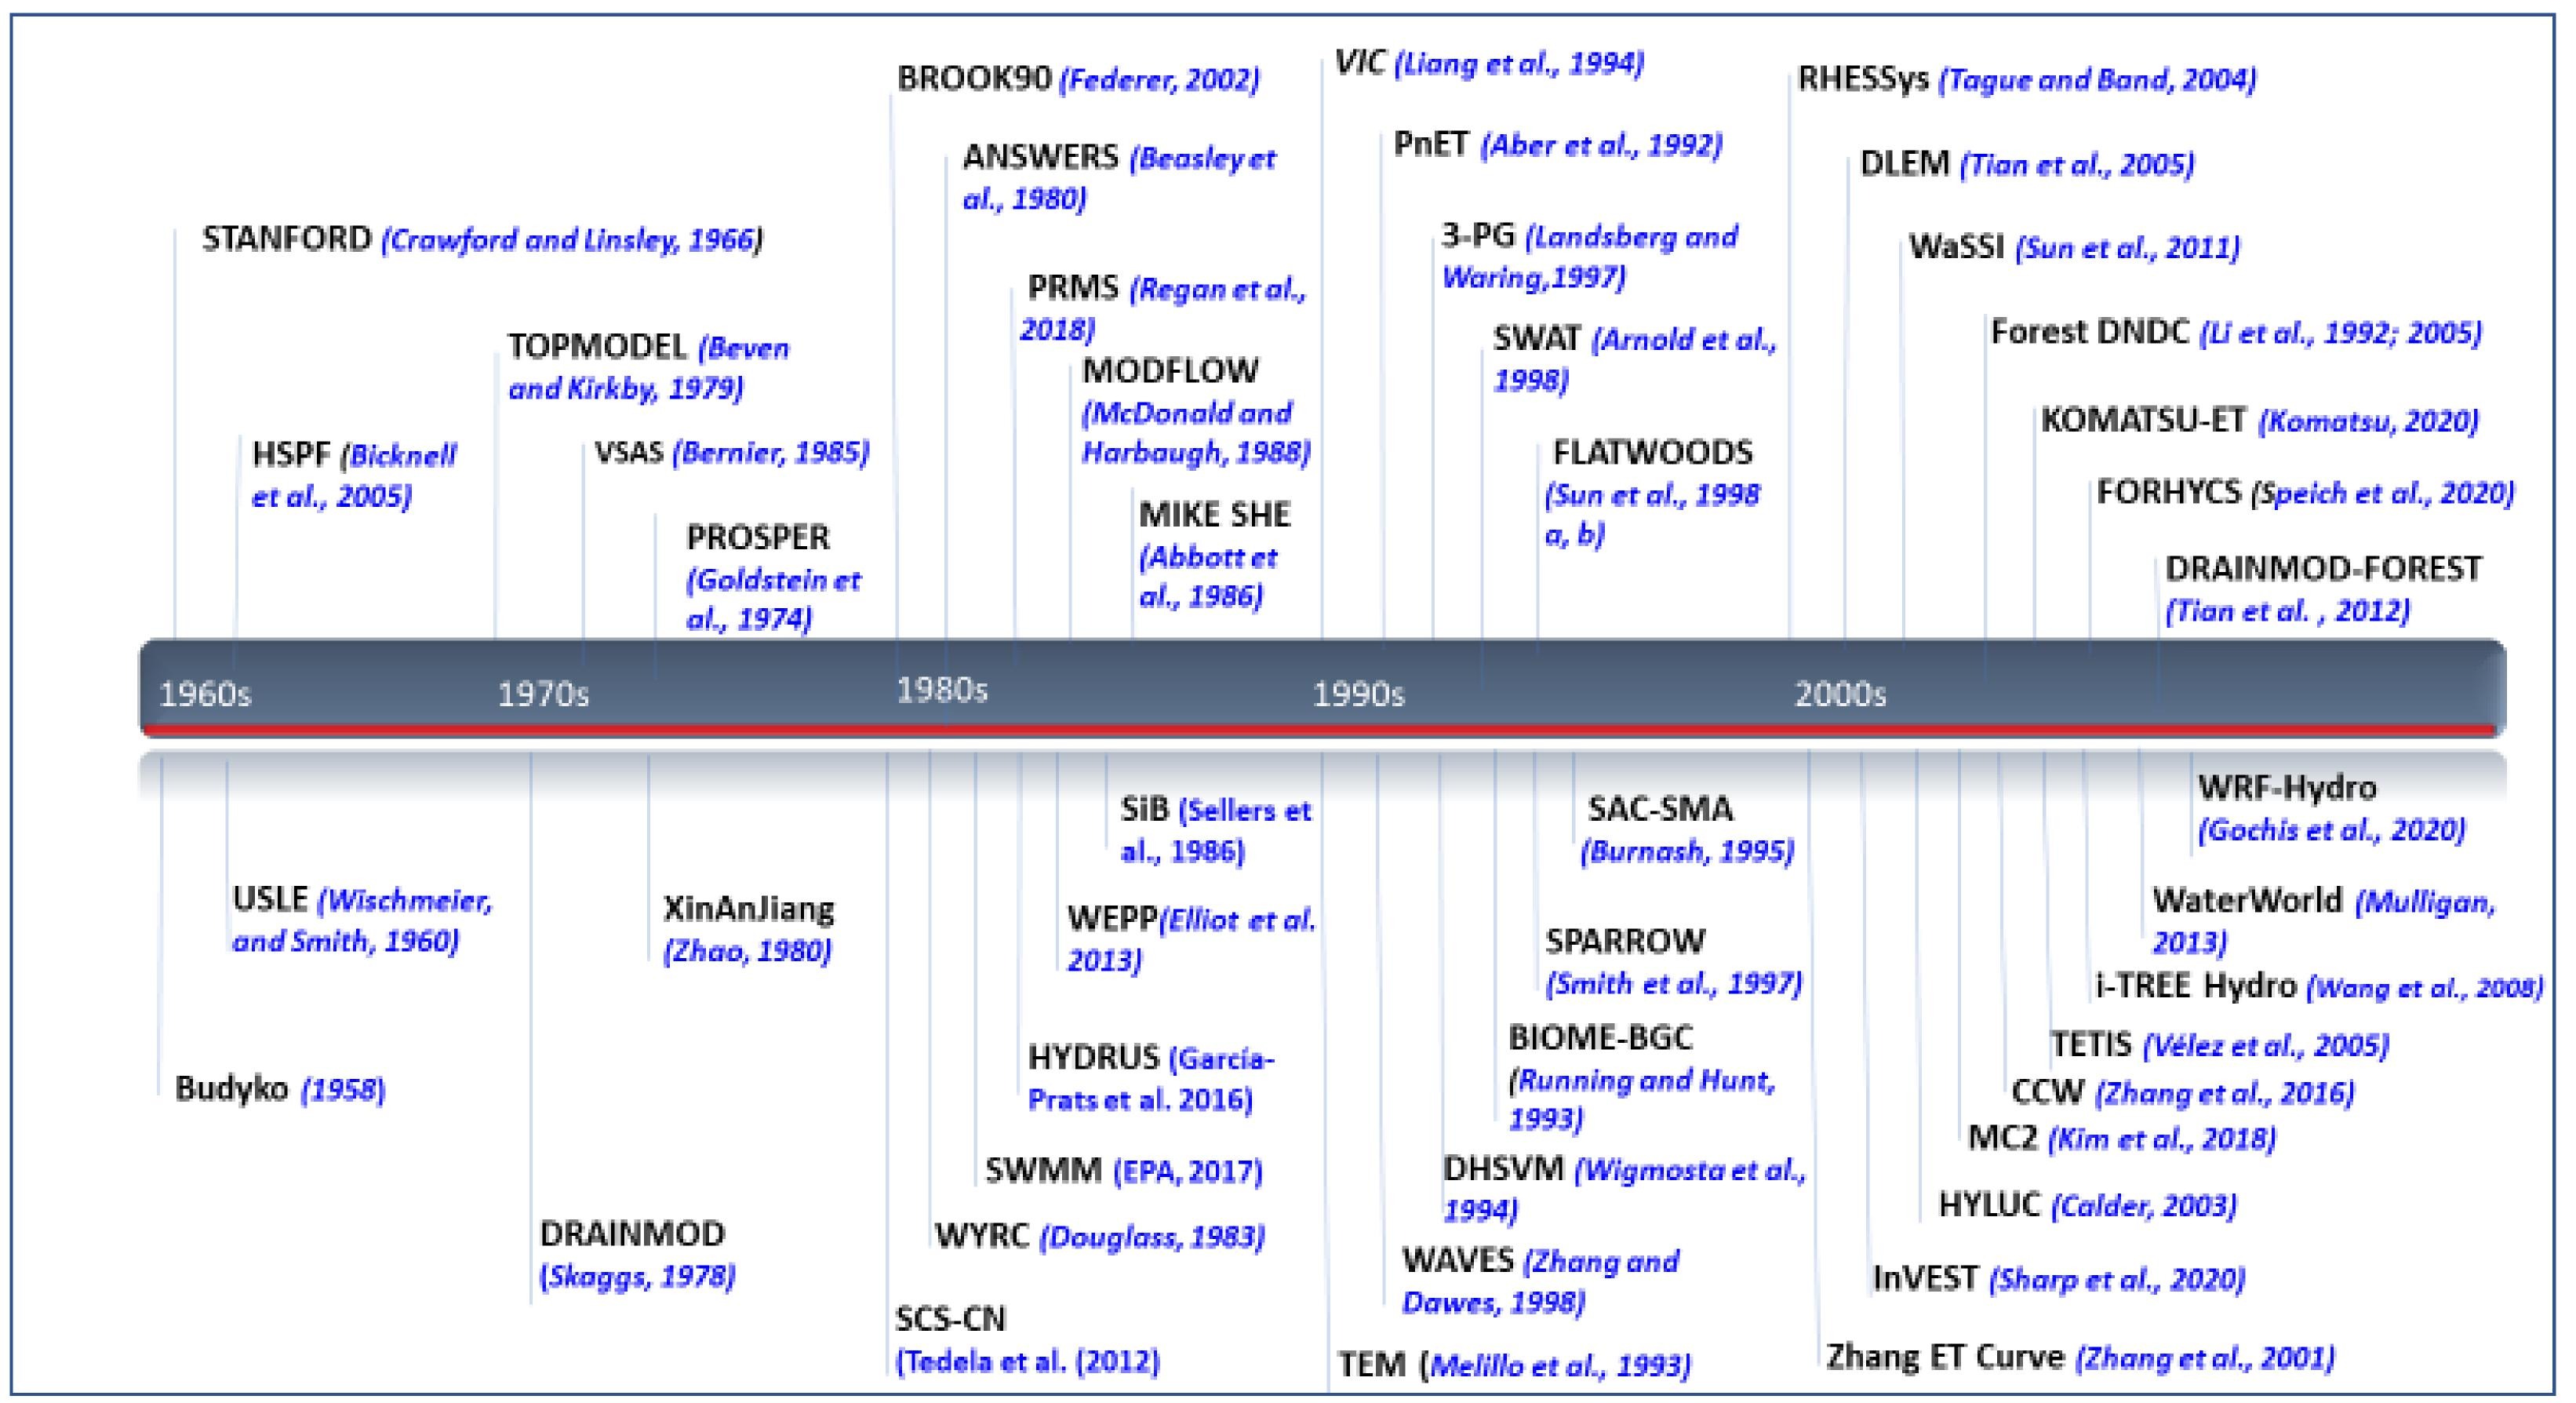 STANFORD (Crawford and Linsley, 1966)
HSPF (Bicknell
et al., 2005)
TOPMODEL (Beven
and Kirkby, 1979)
VSAS (Bernier, 1985)
PROSPER
(Goldstein et
al., 1974)
BROOK90 (Federer, 2002)
ANSWERS (Beasley et
al., 1980)
PRMS (Regan et al.,
2018)
MODFLOW
(McDonald and
Harbaugh, 1988)
MIKE SHE
(Abbott et
al., 1986)
VIC (Liang et al., 1994)
PnET (Aber et al., 1992)
3-PG (Landsberg and
Waring,1997)
SWAT (Arnold et al.,
1998)
FLATWOODS
(Sun et al., 1998
a, b)
RHESSys (Tague and Band, 2004)
DLEM (Tian et al., 2005)
WaSSI (Sun et al., 2011)
Forest DNDC (Li et al., 1992; 2005)
KOMATSU-ET (Komatsu, 2020)
FORHYCS (Speich et al., 2020)
DRAINMOD-FOREST
(Tian et al. , 2012)
1960s 1970s 1980s 1990s 2000s
USLE (Wischmeier,
and Smith, 1960)
Budyko (1958)
XinAnJiang
(Zhao, 1980)
DRAINMOD
(Skaggs, 1978)
SiB (Sellers et
al., 1986)
WEPP(Elliot et al.
2013)
HYDRUS (García-
Prats et al. 2016)
SWMM (EPA, 2017)
WYRC (Douglass, 1983)
SCS-CN
(Tedela et al. (2012)
SAC-SMA
(Burnash, 1995)
SPARROW
(Smith et al., 1997)
BIOME-BGC
(Running and Hunt,
1993)
DHSVM (Wigmosta et al.,
1994)
WAVES (Zhang and
Dawes, 1998)
TEM (Melillo et al., 1993)
WRF-Hydro
(Gochis et al., 2020)
WaterWorld (Mulligan,
2013)
i-TREE Hydro (Wang et al., 2008)
TETIS (Vélez et al., 2005)
CCW (Zhang et al., 2016)
MC2 (Kim et al., 2018)
HYLUC (Calder, 2003)
InVEST (Sharp et al., 2020)
Zhang ET Curve (Zhang et al., 2001)